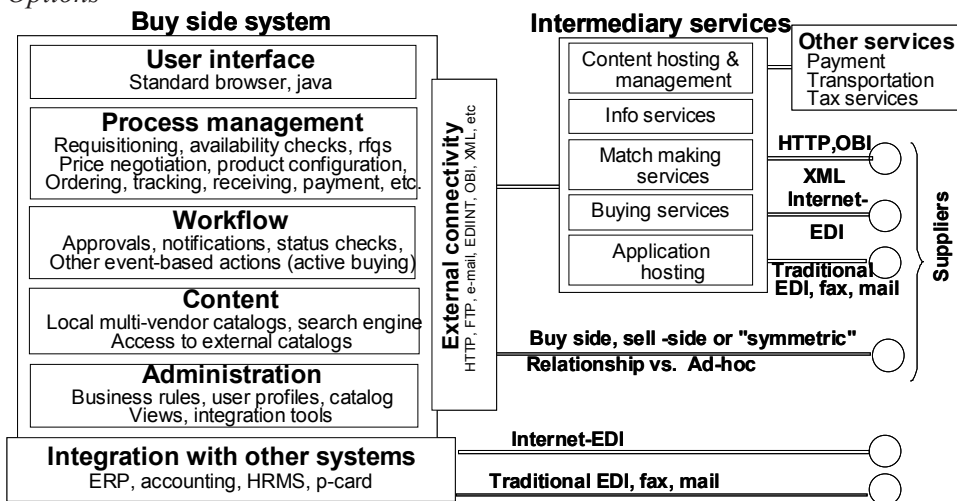 Options
Buy side system
User interface
Standard browser, java
Process management
Requisitioning, availability checks, rfqs
Price negotiation, product configuration,
Ordering, tracking, receiving, payment, etc.
Workflow
Approvals, notifications, status checks,
Other event-based actions (active buying)
Content
Local multi-vendor catalogs, search engine
Access to external catalogs
Administration
Business rules, user profiles, catalog
Views, integration tools
Integration with other systems
ERP, accounting, HRMS, p-card
External connectivity
HTTP, FTP, e-mail, EDIINT, OBI, XML, etc
Intermediary services
Content hosting &
management
Info services
Match making
services
Buying services
Application
hosting
Other services
Payment
Transportation
Tax services
HTTP,OBI
XML
Internet-
EDI
Traditional
EDI, fax, mail
Suppliers
Buy side, sell -side or "symmetric"
Relationship vs. Ad-hoc
Internet-EDI
Traditional EDI, fax, mail